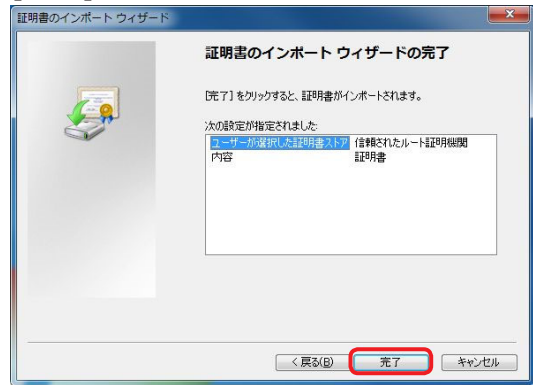 証明書のインポート ウィザード
証明書のインポート ウィザードの完了
[完了] をクリックすると、証明書がインポートされます。
次の設定が指定されました:
ユーザーが選択した証明書ストア 信頼されたルート証明機関
内容 証明書
< 戻る(B) 完了 キャンセル